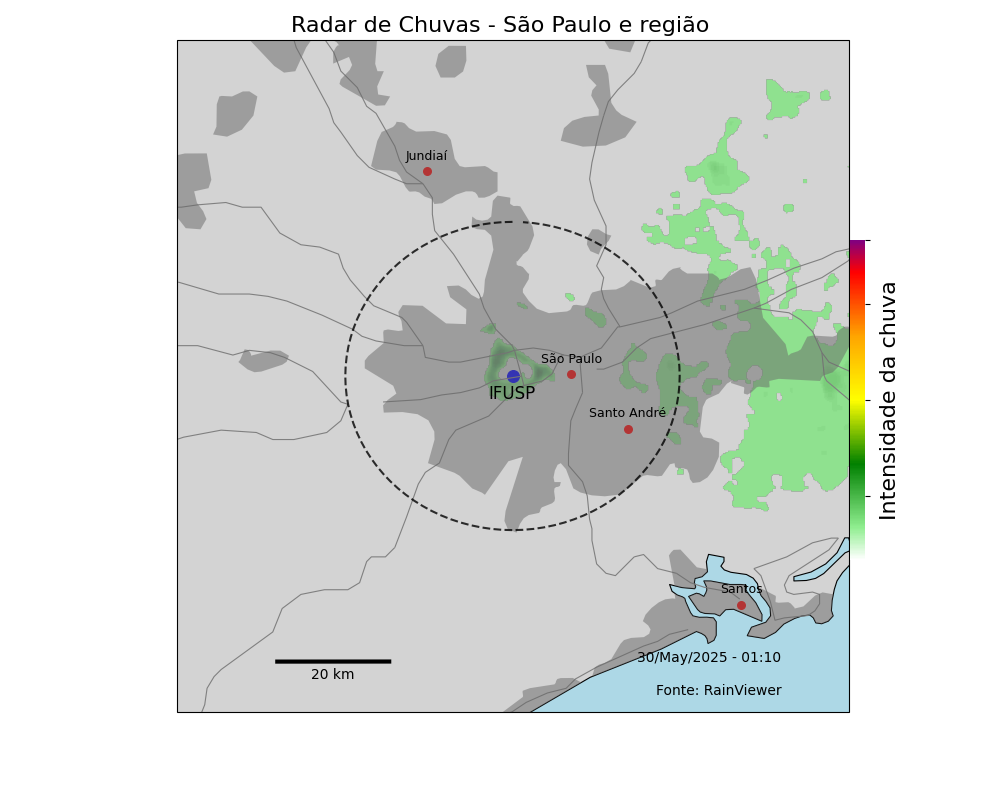 Radar de Chuvas - São Paulo e região
Jundiaí
São Paulo
IFUSP
Santo André
Intensidade da chuva
Santos
30/May/2025 - 01:10
20 km
Fonte: RainViewer